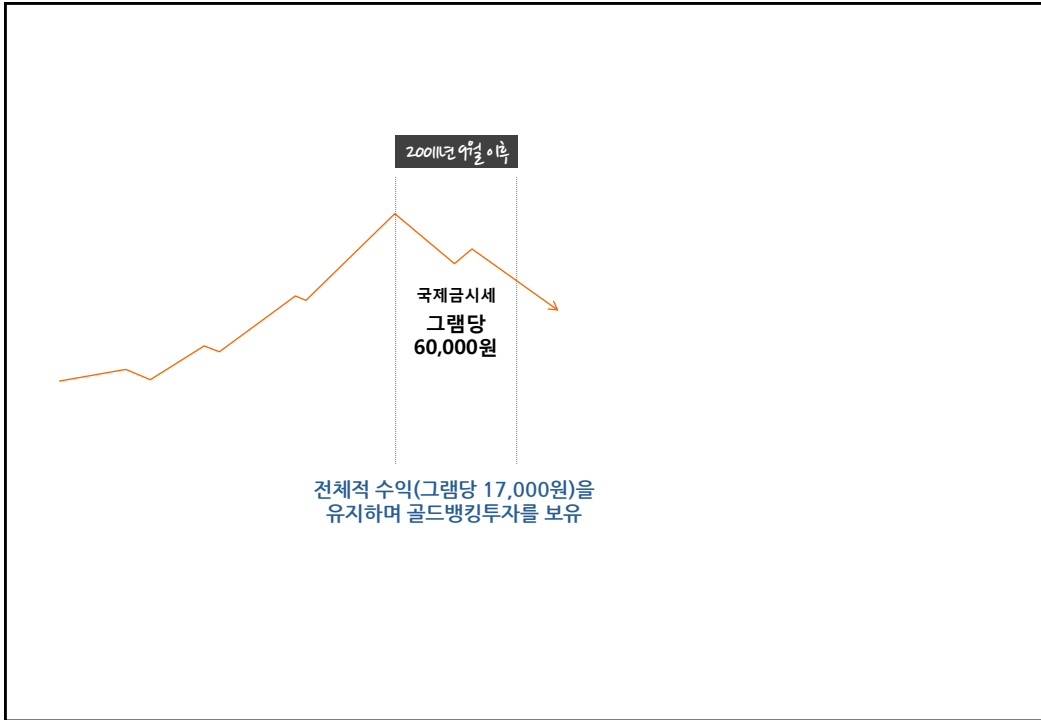 2011년 9월 이후
국제금시세
그램당
60,000원
전체적 수익(그램당 17,000원)을
유지하며 골드뱅킹투자를 보유